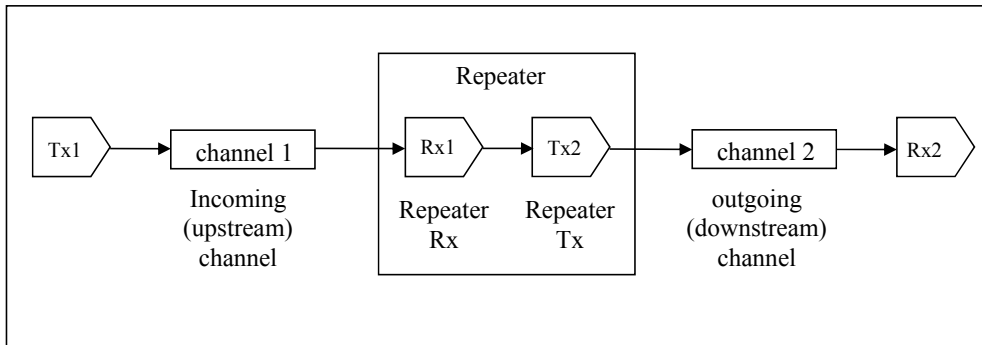 Repeater
Tx1
channel 1
Rx1
Tx2
channel 2
Rx2
Incoming
(upstream)
channel
Repeater
Rx
Repeater
Tx
outgoing
(downstream)
channel